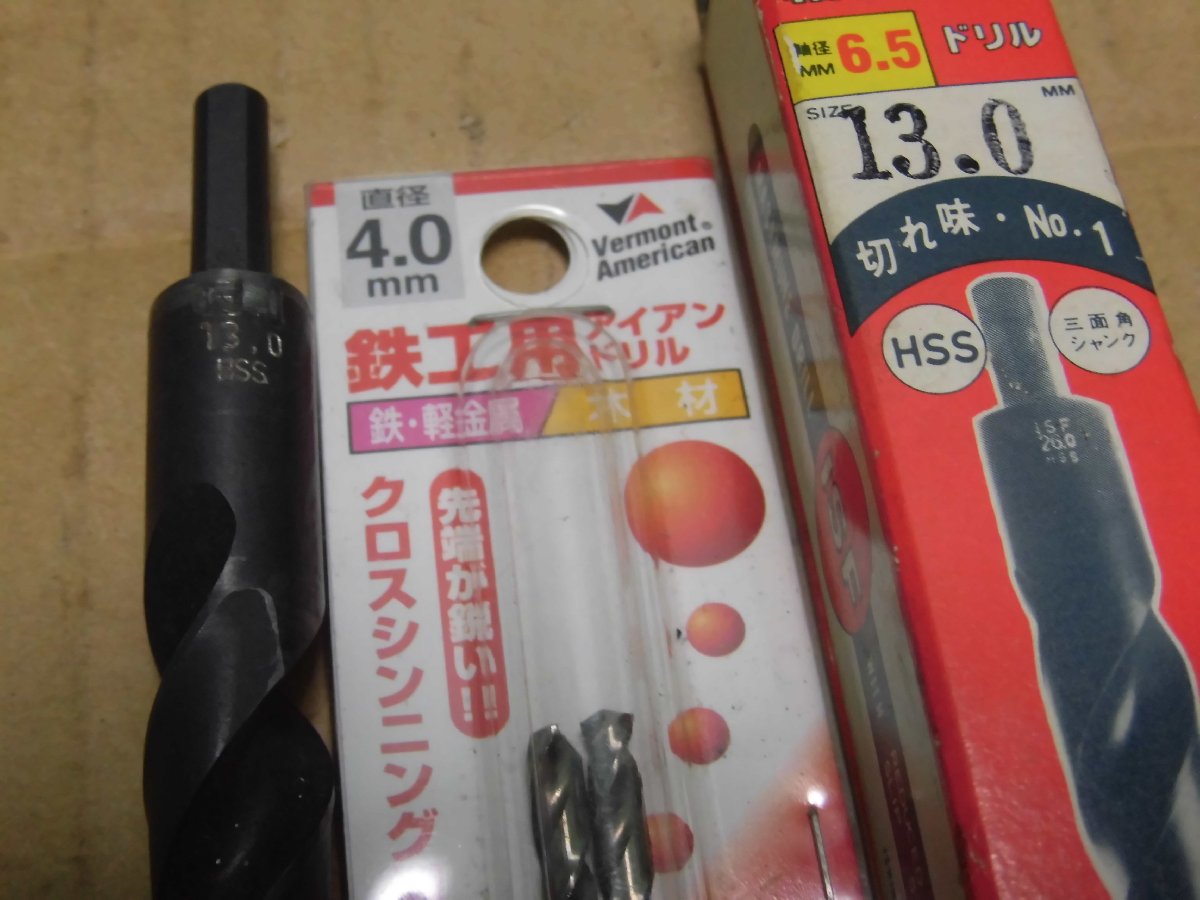 13.0
HSS
直径
4.0
mm
Vermont®
American
鉄工用
アイアン
ドリル
鉄・軽金属
木材
先端が鋭い!!
クロスシンニング
軸径
MM
6.5
ドリル
SIZE
13.0
MM
切れ味・No.1
HSS
三面角
シャンク
ISF
26.0
HSS